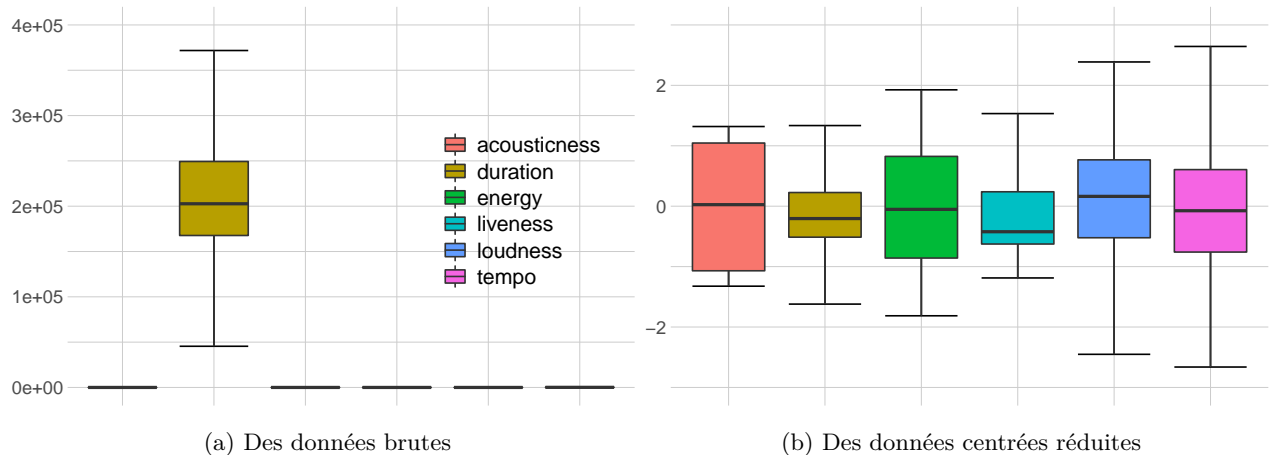 4e+05
3e+05
2e+05
1e+05
0e+00
acousticness
duration
energy
liveness
loudness
tempo
2
0
−2
(a) Des données brutes
(b) Des données centrées réduites